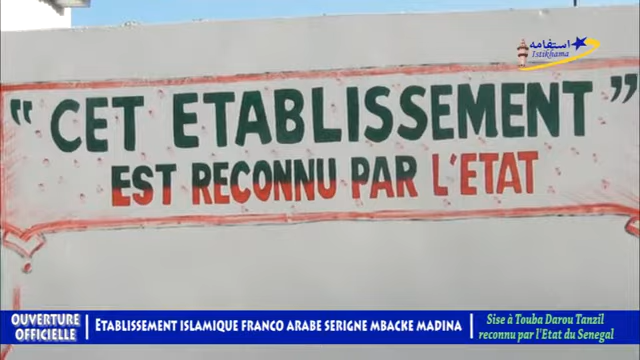 استقامه
Istikhama
" CET ETABLISSEMENT "
EST RECONNU PAR L'ETAT
OUVERTURE
OFFICIELLE
ETABLISSEMENT ISLAMIQUE FRANCO ARABE SERIGNE MBACKE MADINA
Sise à Touba Darou Tanzil
reconnu par l'Etat du Senegal